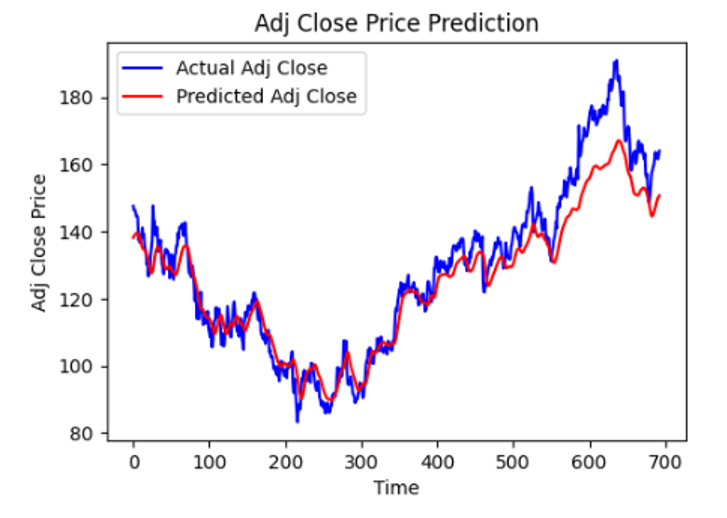 Adj Close Price Prediction
Actual Adj Close
Predicted Adj Close
Adj Close Price
180
160
140
120
100
80
0 100 200 300 400 500 600 700
Time